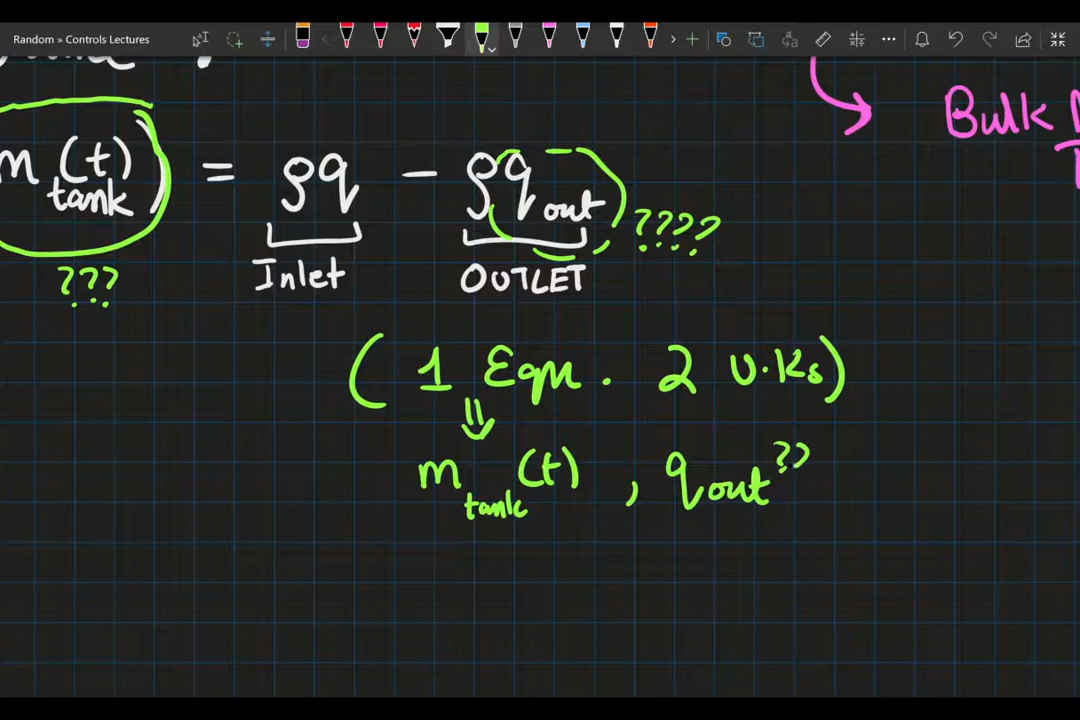 Random » Controls Lectures
Bulk
m tank (t)) = ρq - ρq out ????
??? Inlet OUTLET
( 1 Eqn. 2 U.Ks)
⇓
m tank (t) , q out ??